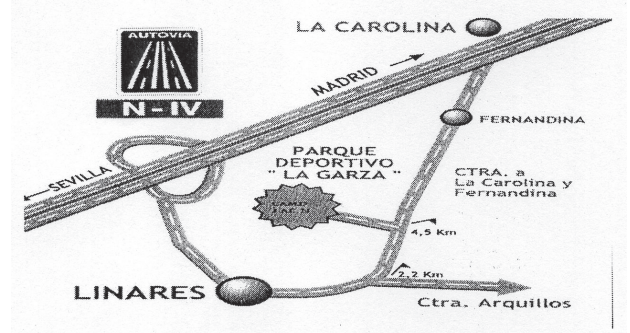 LA CAROLINA
AUTOVIA
N-IV
MADRID
FERNANDINA
PARQUE
DEPORTIVO
" LA GARZA "
CTRA. a
La Carolina y
Fernandina
SEVILLA
4,5 Km
2,2 Km
LINARES
Ctra. Arquillos